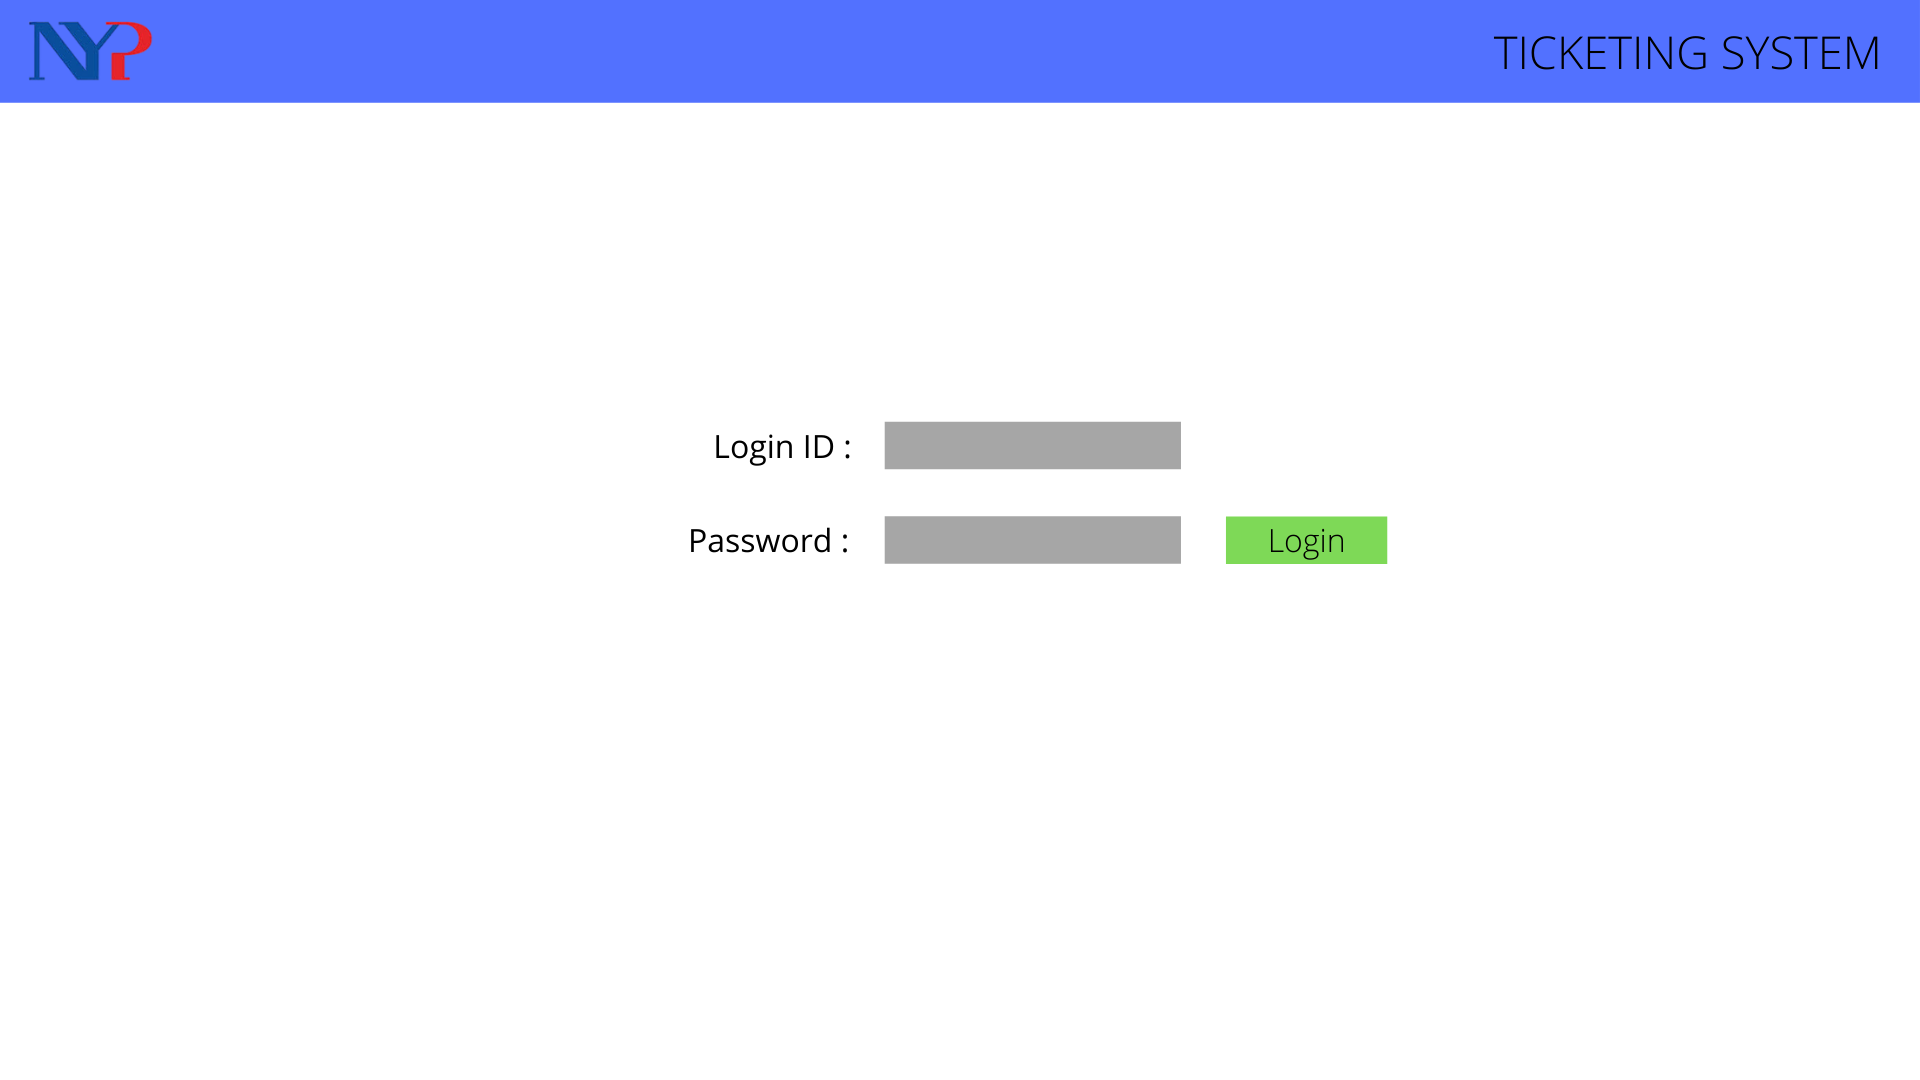 NYP
TICKETING SYSTEM
Login ID :
Password :
Login